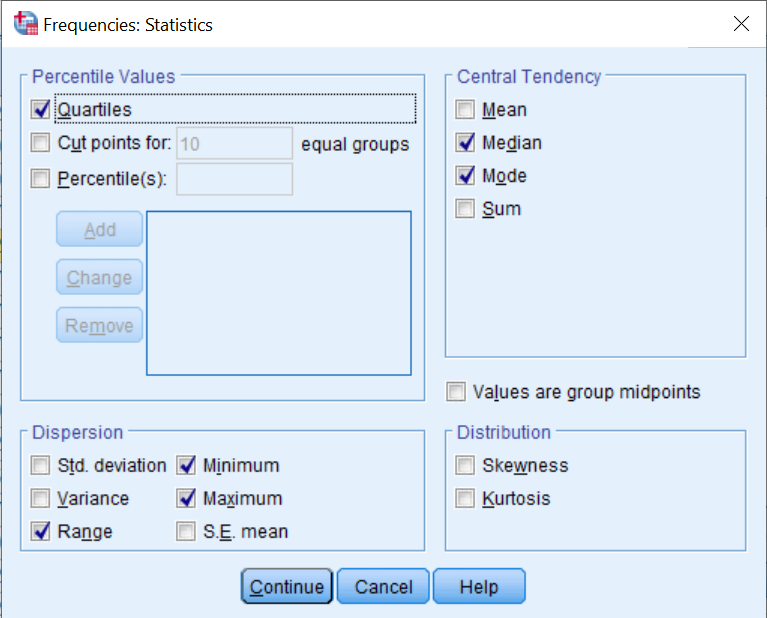 Frequencies: Statistics
Percentile Values
Quartiles
Cut points for: 10 equal groups
Percentile(s):
Add
Change
Remove
Central Tendency
Mean
Median
Mode
Sum
Values are group midpoints
Dispersion
Std. deviation Minimum
Variance Maximum
Range S.E. mean
Distribution
Skewness
Kurtosis
Continue Cancel Help